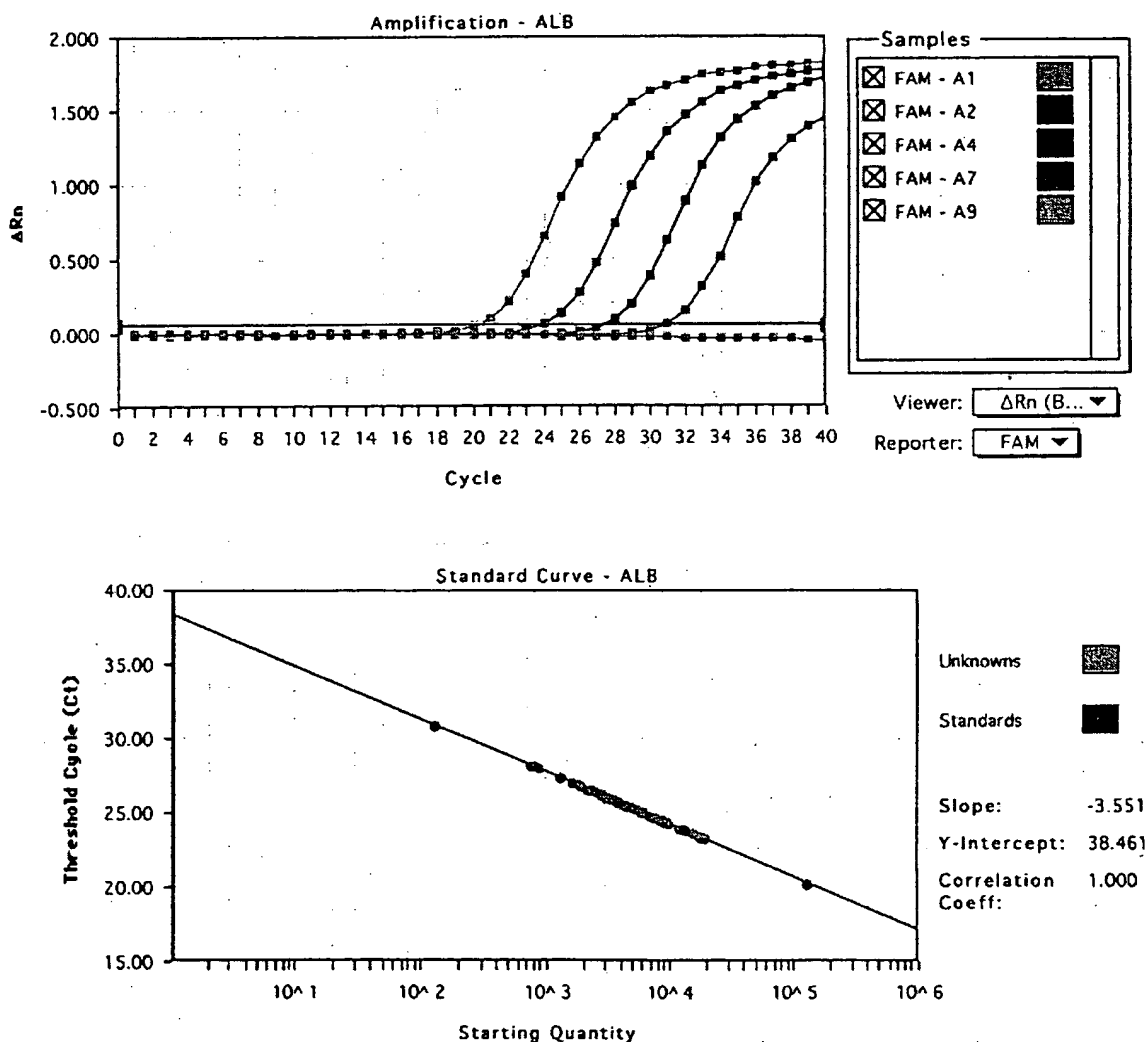 Amplification - ALB
2.000
1.500
1.000
0.500
0.000
-0.500
ΔRn
0 2 4 6 8 10 12 14 16 18 20 22 24 26 28 30 32 34 36 38 40
Cycle
Samples
FAM - A1
FAM - A2
FAM - A4
FAM - A7
FAM - A9
Viewer: ΔRn (B... ▼
Reporter: FAM ▼
Standard Curve - ALB
40.00
35.00
30.00
25.00
20.00
15.00
Threshold Cycle (Ct)
10^1 10^2 10^3 10^4 10^5 10^6
Starting Quantity
Unknowns
Standards
Slope: -3.551
Y-Intercept: 38.461
Correlation 1.000
Coeff: